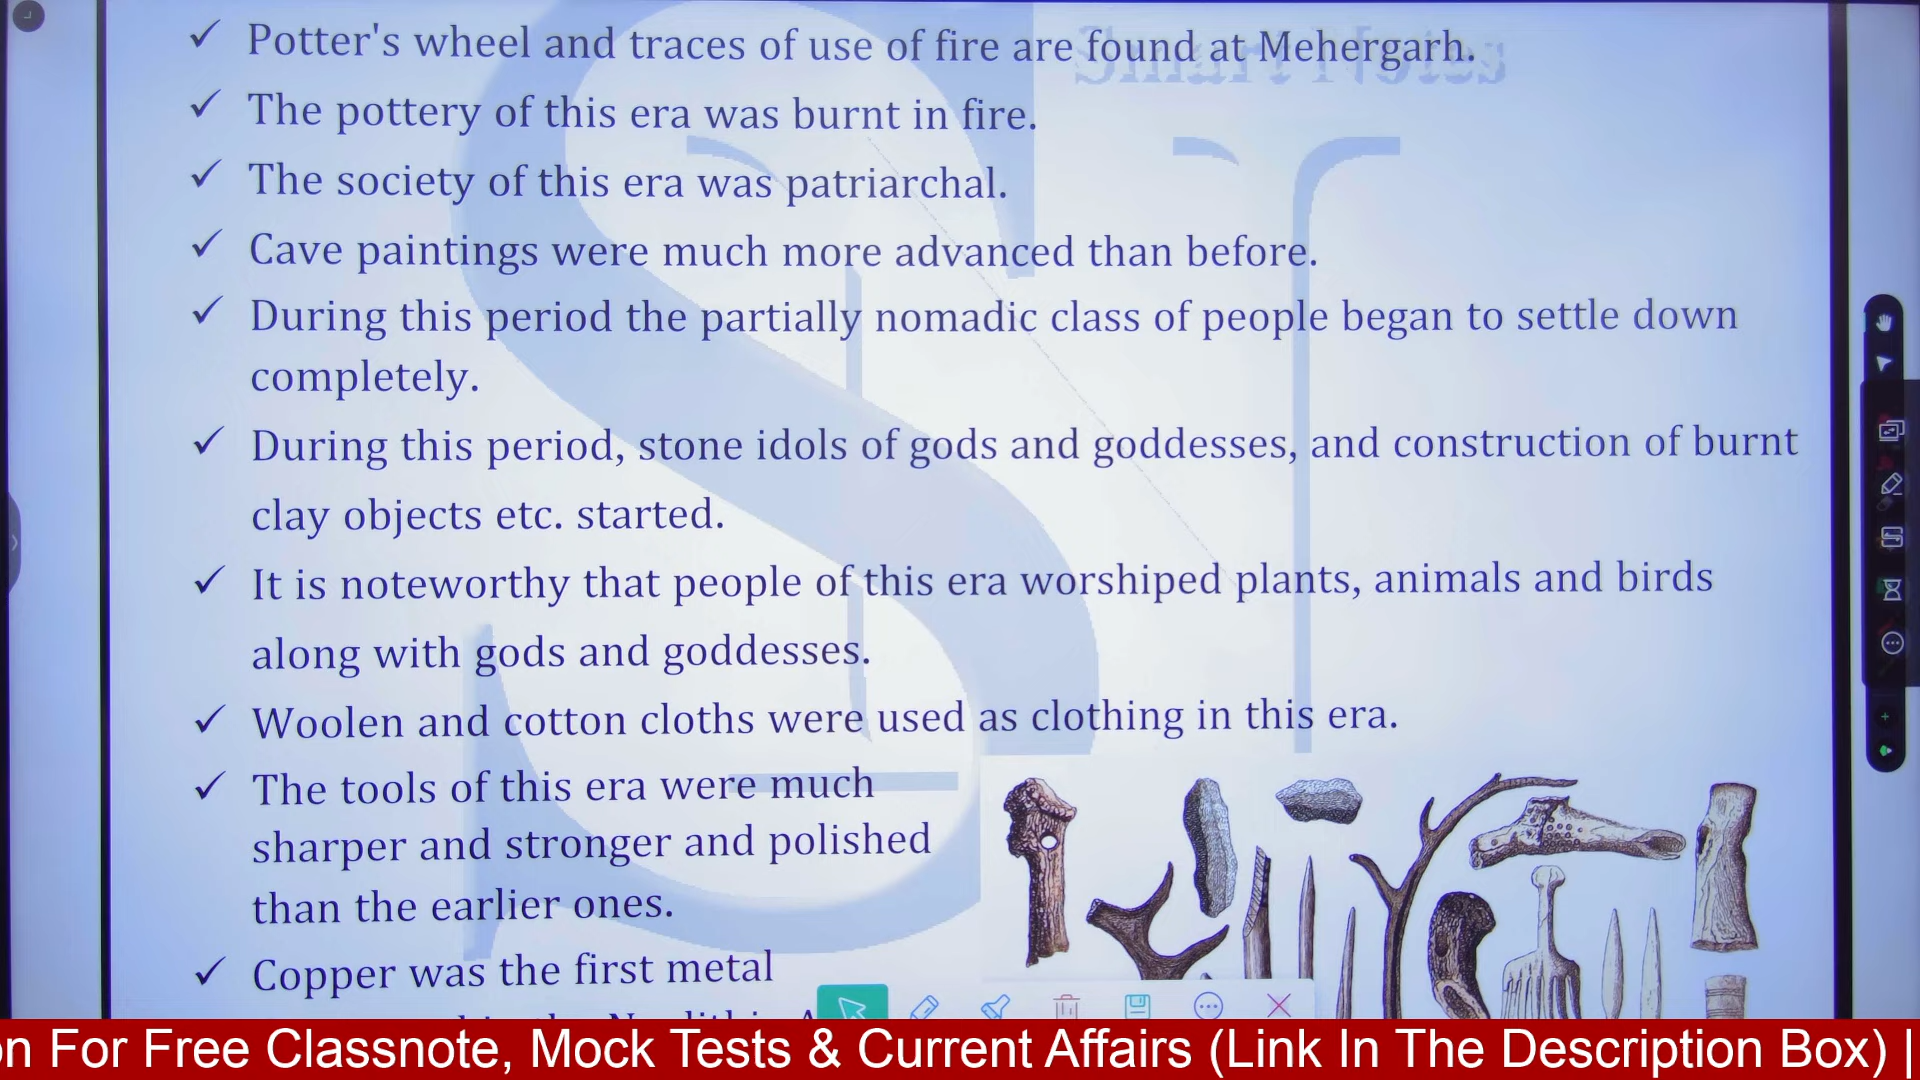 Smart Notes
✓ Potter's wheel and traces of use of fire are found at Mehergarh.
✓ The pottery of this era was burnt in fire.
✓ The society of this era was patriarchal.
✓ Cave paintings were much more advanced than before.
✓ During this period the partially nomadic class of people began to settle down
completely.
✓ During this period, stone idols of gods and goddesses, and construction of burnt
clay objects etc. started.
✓ It is noteworthy that people of this era worshiped plants, animals and birds
along with gods and goddesses.
✓ Woolen and cotton cloths were used as clothing in this era.
✓ The tools of this era were much
sharper and stronger and polished
than the earlier ones.
✓ Copper was the first metal
on For Free Classnote, Mock Tests & Current Affairs (Link In The Description Box) |